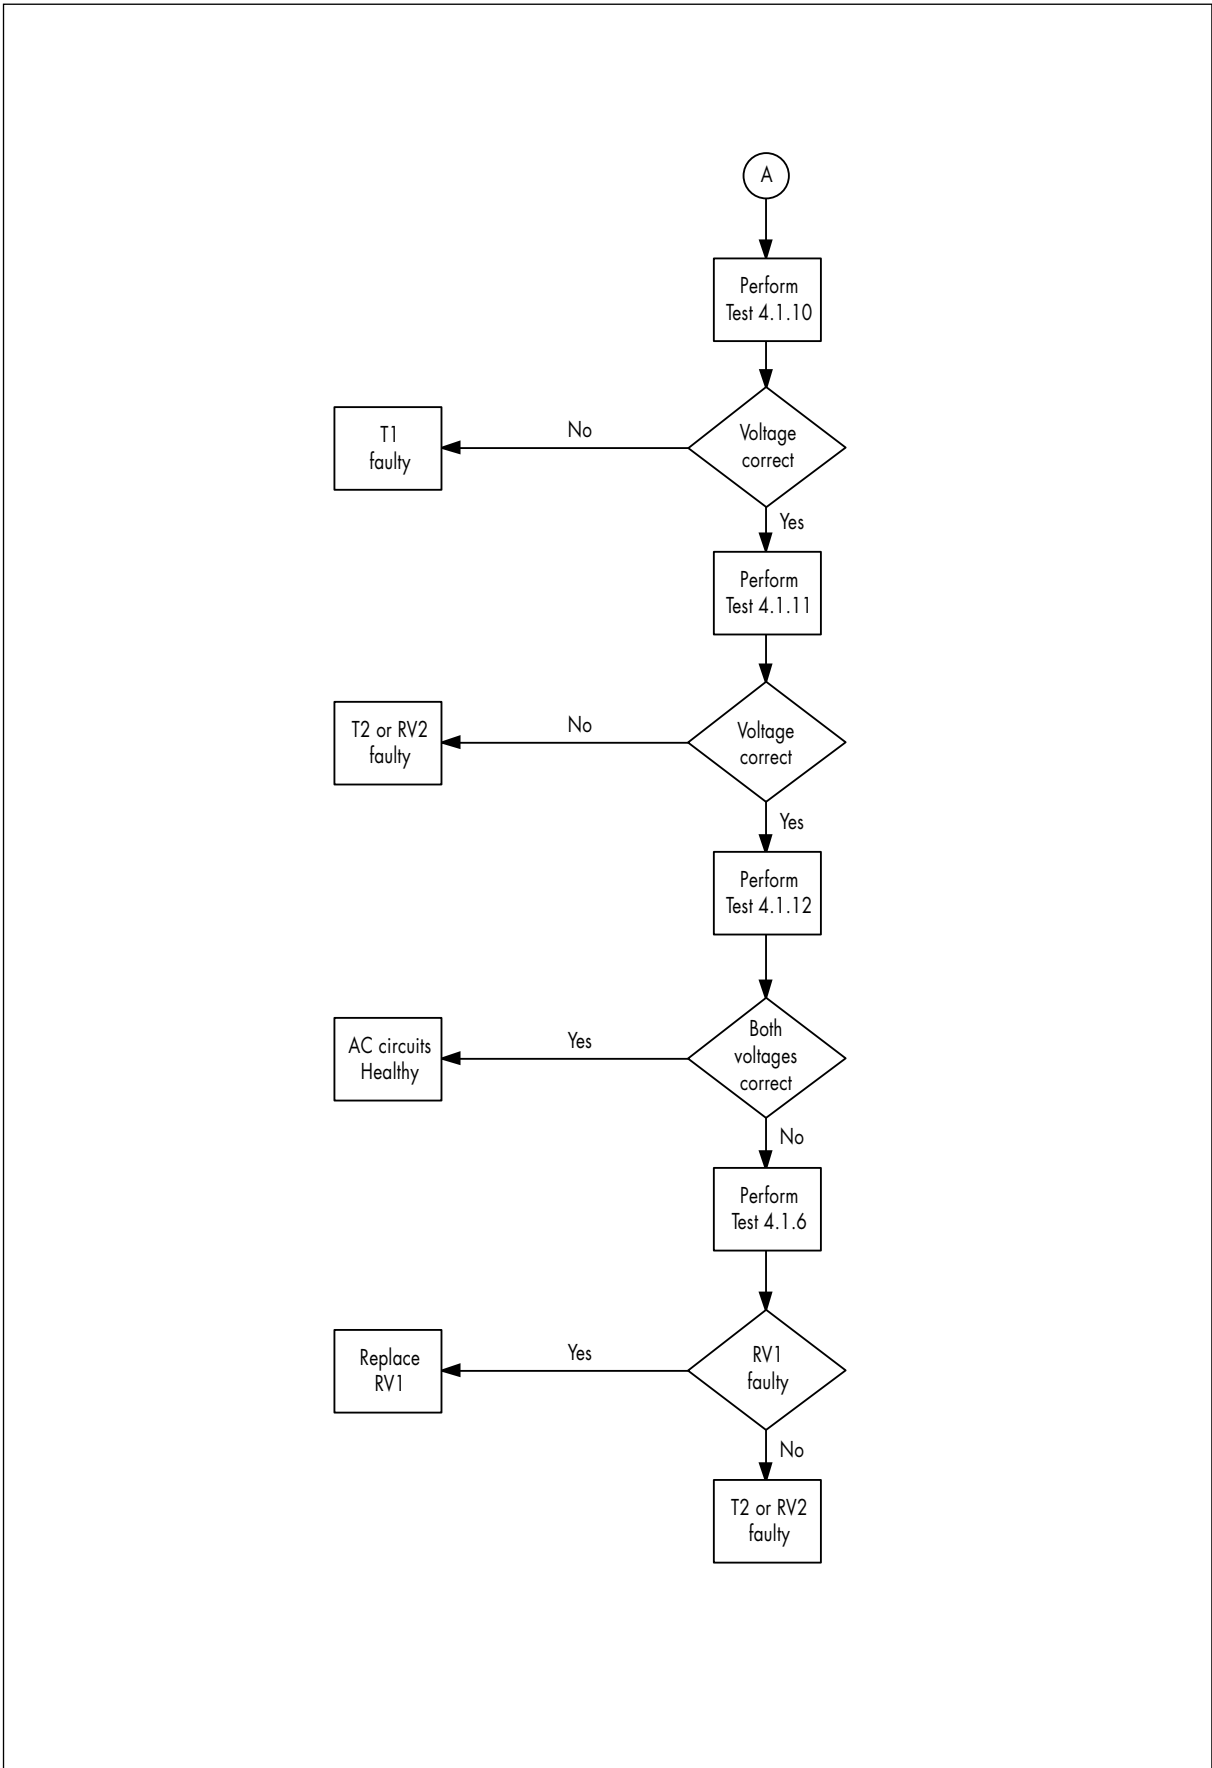 A
Perform
Test 4.1.10
T1
faulty
No
Voltage
correct
Yes
Perform
Test 4.1.11
T2 or RV2
faulty
No
Voltage
correct
Yes
Perform
Test 4.1.12
AC circuits
Healthy
Yes
Both
voltages
correct
No
Perform
Test 4.1.6
Replace
RV1
Yes
RV1
faulty
No
T2 or RV2
faulty